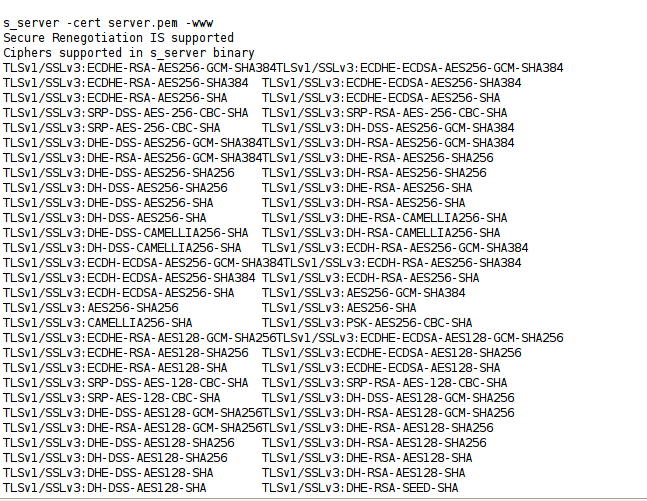 s_server -cert server.pem -www
Secure Renegotiation IS supported
Ciphers supported in s_server binary
TLSv1/SSLv3:ECDHE-RSA-AES256-GCM-SHA384TLSv1/SSLv3:ECDHE-ECDSA-AES256-GCM-SHA384
TLSv1/SSLv3:ECDHE-RSA-AES256-SHA384  TLSv1/SSLv3:ECDHE-ECDSA-AES256-SHA384
TLSv1/SSLv3:ECDHE-RSA-AES256-SHA     TLSv1/SSLv3:ECDHE-ECDSA-AES256-SHA
TLSv1/SSLv3:SRP-DSS-AES-256-CBC-SHA  TLSv1/SSLv3:SRP-RSA-AES-256-CBC-SHA
TLSv1/SSLv3:SRP-AES-256-CBC-SHA      TLSv1/SSLv3:DH-DSS-AES256-GCM-SHA384
TLSv1/SSLv3:DHE-DSS-AES256-GCM-SHA384TLSv1/SSLv3:DH-RSA-AES256-GCM-SHA384
TLSv1/SSLv3:DHE-RSA-AES256-GCM-SHA384TLSv1/SSLv3:DHE-RSA-AES256-SHA256
TLSv1/SSLv3:DHE-DSS-AES256-SHA256    TLSv1/SSLv3:DH-RSA-AES256-SHA256
TLSv1/SSLv3:DH-DSS-AES256-SHA256     TLSv1/SSLv3:DHE-RSA-AES256-SHA
TLSv1/SSLv3:DHE-DSS-AES256-SHA       TLSv1/SSLv3:DH-RSA-AES256-SHA
TLSv1/SSLv3:DH-DSS-AES256-SHA        TLSv1/SSLv3:DHE-RSA-CAMELLIA256-SHA
TLSv1/SSLv3:DHE-DSS-CAMELLIA256-SHA  TLSv1/SSLv3:DH-RSA-CAMELLIA256-SHA
TLSv1/SSLv3:DH-DSS-CAMELLIA256-SHA   TLSv1/SSLv3:ECDH-RSA-AES256-GCM-SHA384
TLSv1/SSLv3:ECDH-ECDSA-AES256-GCM-SHA384TLSv1/SSLv3:ECDH-RSA-AES256-SHA384
TLSv1/SSLv3:ECDH-ECDSA-AES256-SHA384 TLSv1/SSLv3:ECDH-RSA-AES256-SHA
TLSv1/SSLv3:ECDH-ECDSA-AES256-SHA    TLSv1/SSLv3:AES256-GCM-SHA384
TLSv1/SSLv3:AES256-SHA256            TLSv1/SSLv3:AES256-SHA
TLSv1/SSLv3:CAMELLIA256-SHA          TLSv1/SSLv3:PSK-AES256-CBC-SHA
TLSv1/SSLv3:ECDHE-RSA-AES128-GCM-SHA256TLSv1/SSLv3:ECDHE-ECDSA-AES128-GCM-SHA256
TLSv1/SSLv3:ECDHE-RSA-AES128-SHA256  TLSv1/SSLv3:ECDHE-ECDSA-AES128-SHA256
TLSv1/SSLv3:ECDHE-RSA-AES128-SHA     TLSv1/SSLv3:ECDHE-ECDSA-AES128-SHA
TLSv1/SSLv3:SRP-DSS-AES-128-CBC-SHA  TLSv1/SSLv3:SRP-RSA-AES-128-CBC-SHA
TLSv1/SSLv3:SRP-AES-128-CBC-SHA      TLSv1/SSLv3:DH-DSS-AES128-GCM-SHA256
TLSv1/SSLv3:DHE-DSS-AES128-GCM-SHA256TLSv1/SSLv3:DH-RSA-AES128-GCM-SHA256
TLSv1/SSLv3:DHE-RSA-AES128-GCM-SHA256TLSv1/SSLv3:DHE-RSA-AES128-SHA256
TLSv1/SSLv3:DHE-DSS-AES128-SHA256    TLSv1/SSLv3:DH-RSA-AES128-SHA256
TLSv1/SSLv3:DH-DSS-AES128-SHA256     TLSv1/SSLv3:DHE-RSA-AES128-SHA
TLSv1/SSLv3:DHE-DSS-AES128-SHA       TLSv1/SSLv3:DH-RSA-AES128-SHA
TLSv1/SSLv3:DH-DSS-AES128-SHA        TLSv1/SSLv3:DHE-RSA-SEED-SHA